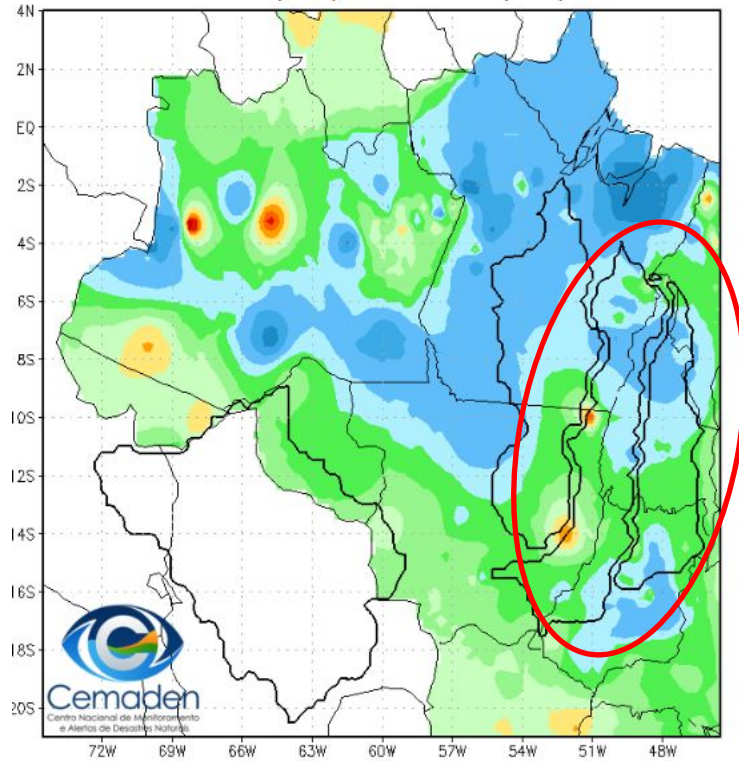 4N
2N
EQ
2S
4S
6S
8S
10S
12S
14S
16S
18S
20S
72W 69W 66W 63W 60W 57W 54W 51W 48W
Cemaden
Centro Nacional de Monitoramento
e Alertas de Desastres Naturais